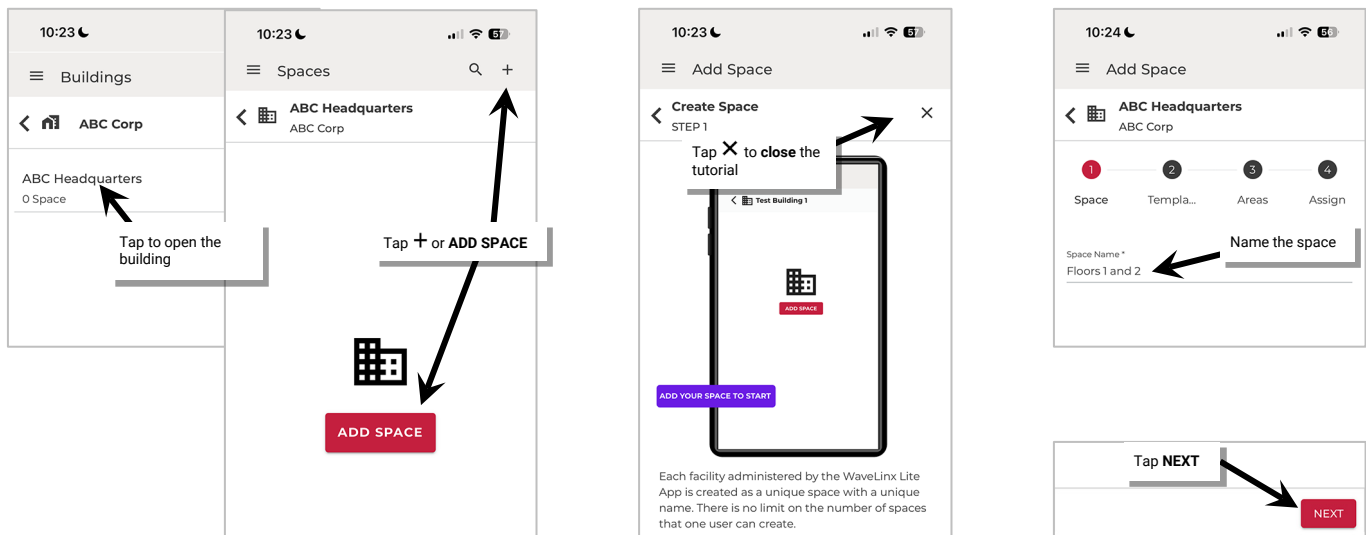 10:23
Buildings
ABC Corp
ABC Headquarters
0 Space
Tap to open the
building
10:23
57
Spaces
ABC Headquarters
ABC Corp
Tap + or ADD SPACE
ADD SPACE
10:23
57
Add Space
Create Space
STEP 1
Tap ✕ to close the
tutorial
Test Building 1
ADD SPACE
ADD YOUR SPACE TO START
Each facility administered by the WaveLinx Lite
App is created as a unique space with a unique
name. There is no limit on the number of spaces
that one user can create.
10:24
56
Add Space
ABC Headquarters
ABC Corp
1 2 3 4
Space Templa... Areas Assign
Name the space
Space Name *
Floors 1 and 2
Tap NEXT
NEXT